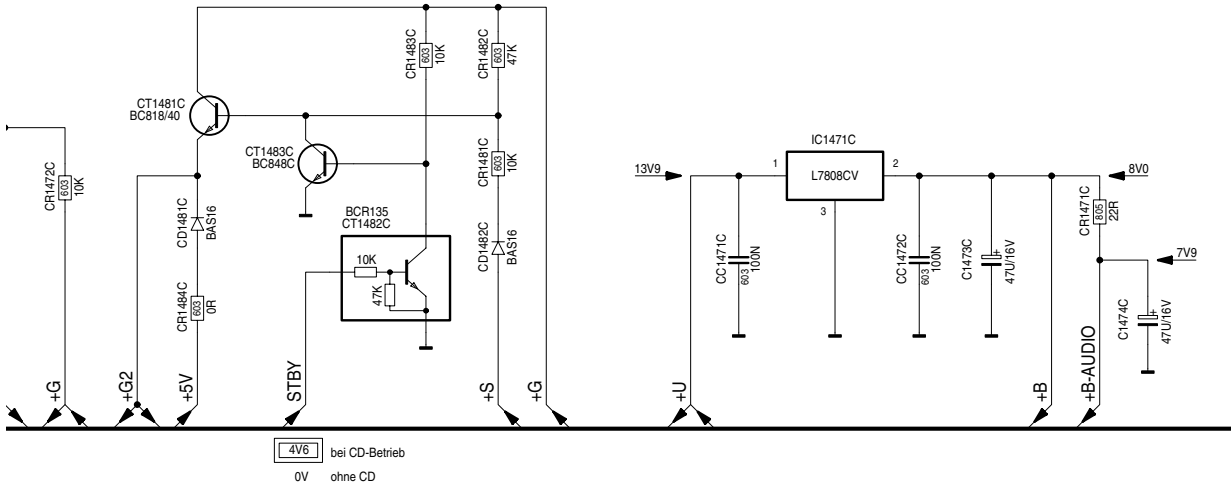 CR1483C
603
10K
CR1482C
603
47K
CT1481C
BC818/40
CR1472C
603
10K
CT1483C
BC848C
CR1481C
603
10K
CD1481C
BAS16
BCR135
CT1482C
10K
47K
CD1482C
BAS16
CR1484C
603
0R
+G
+G2
+5V
STBY
+S
+G
4V6
bei CD-Betrieb
0V
ohne CD
IC1471C
13V9
1
L7808CV
2
3
8V0
CR1471C
805
22R
CC1471C
603
100N
CC1472C
603
100N
C1473C
+
47U/16V
7V9
C1474C
+
47U/16V
+U
+B
+B-AUDIO